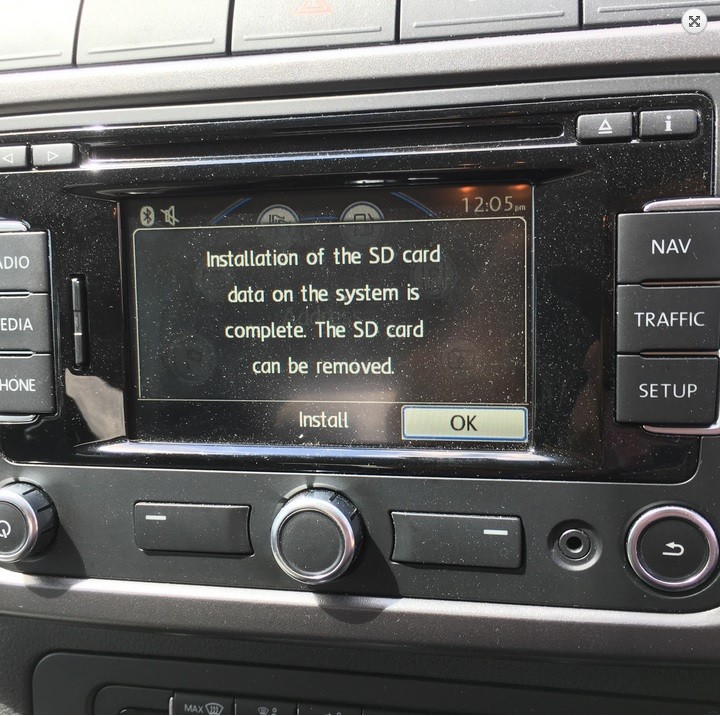 12:05pm
Installation of the SD card
data on the system is
complete. The SD card
can be removed.
Install
OK
NAV
TRAFFIC
SETUP
ADIO
EDIA
HONE
MAX